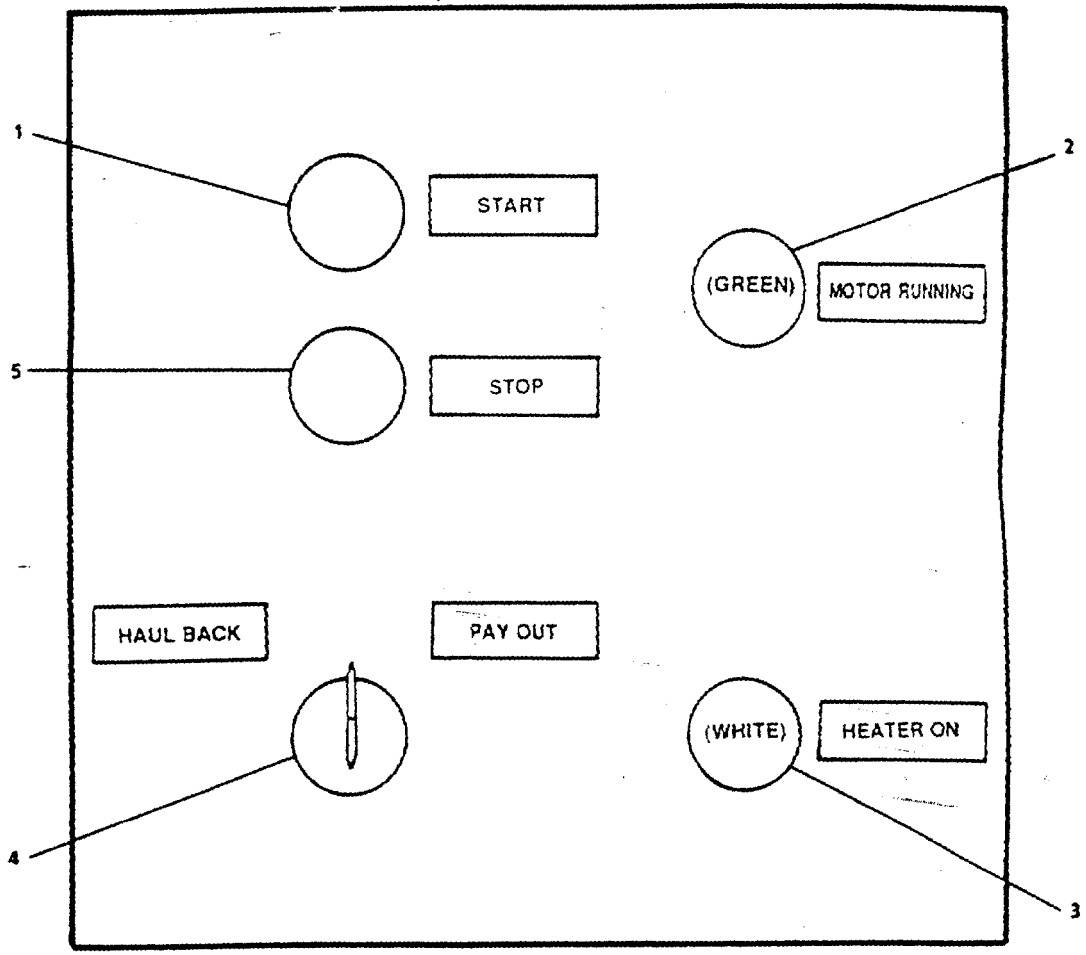 1
START
2
(GREEN)
MOTOR RUNNING
5
STOP
HAUL BACK
PAY OUT
(WHITE)
HEATER ON
4
3